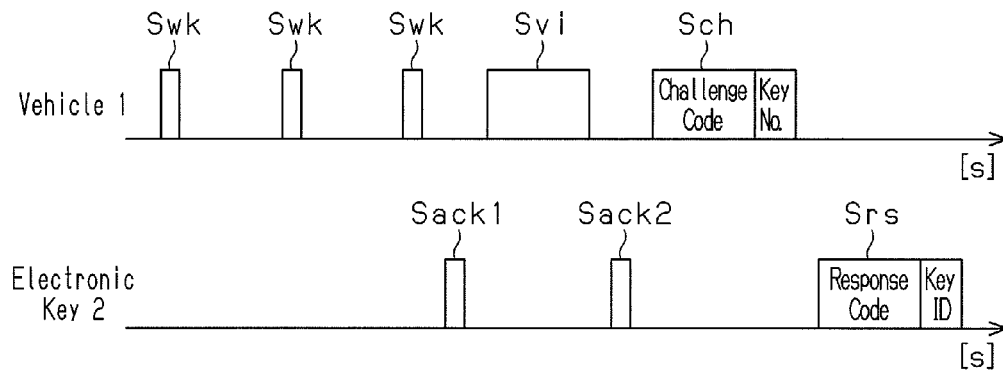 Swk Swk Swk Svi Sch
Vehicle 1
Challenge Code
Key No.
[s]
Sack1 Sack2 Srs
Electronic Key 2
Response Code
Key ID
[s]